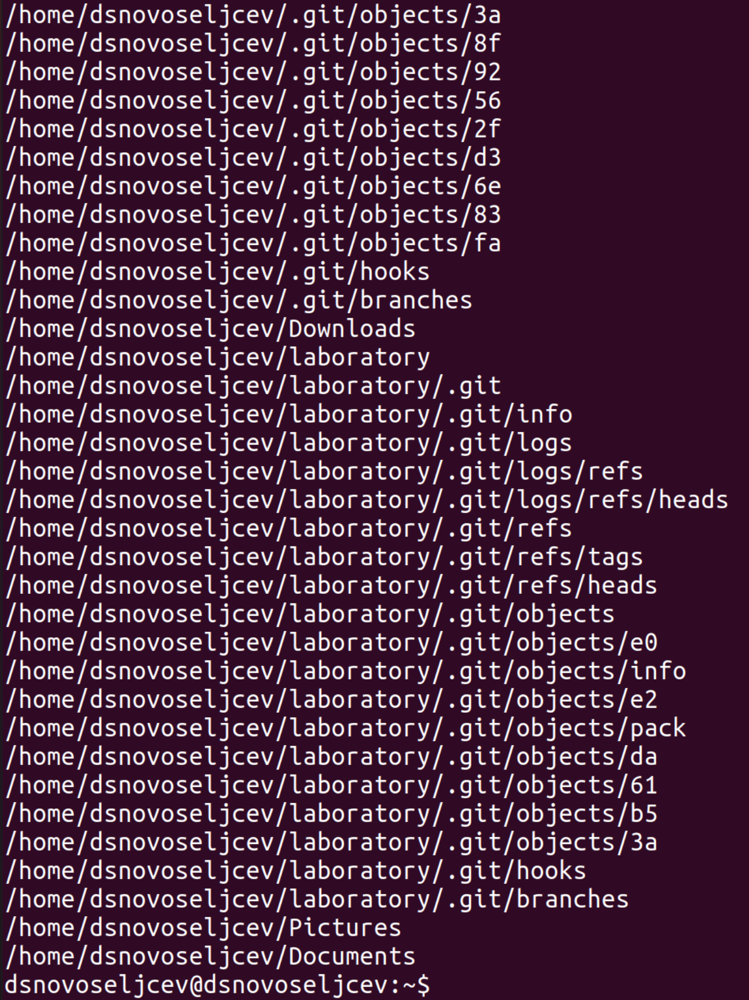 /home/dsnovoseljcev/.git/objects/3a
/home/dsnovoseljcev/.git/objects/8f
/home/dsnovoseljcev/.git/objects/92
/home/dsnovoseljcev/.git/objects/56
/home/dsnovoseljcev/.git/objects/2f
/home/dsnovoseljcev/.git/objects/d3
/home/dsnovoseljcev/.git/objects/6e
/home/dsnovoseljcev/.git/objects/83
/home/dsnovoseljcev/.git/objects/fa
/home/dsnovoseljcev/.git/hooks
/home/dsnovoseljcev/.git/branches
/home/dsnovoseljcev/Downloads
/home/dsnovoseljcev/laboratory
/home/dsnovoseljcev/laboratory/.git
/home/dsnovoseljcev/laboratory/.git/info
/home/dsnovoseljcev/laboratory/.git/logs
/home/dsnovoseljcev/laboratory/.git/logs/refs
/home/dsnovoseljcev/laboratory/.git/logs/refs/heads
/home/dsnovoseljcev/laboratory/.git/refs
/home/dsnovoseljcev/laboratory/.git/refs/tags
/home/dsnovoseljcev/laboratory/.git/refs/heads
/home/dsnovoseljcev/laboratory/.git/objects
/home/dsnovoseljcev/laboratory/.git/objects/e0
/home/dsnovoseljcev/laboratory/.git/objects/info
/home/dsnovoseljcev/laboratory/.git/objects/e2
/home/dsnovoseljcev/laboratory/.git/objects/pack
/home/dsnovoseljcev/laboratory/.git/objects/da
/home/dsnovoseljcev/laboratory/.git/objects/61
/home/dsnovoseljcev/laboratory/.git/objects/b5
/home/dsnovoseljcev/laboratory/.git/objects/3a
/home/dsnovoseljcev/laboratory/.git/hooks
/home/dsnovoseljcev/laboratory/.git/branches
/home/dsnovoseljcev/Pictures
/home/dsnovoseljcev/Documents
dsnovoseljcev@dsnovoseljcev:~$